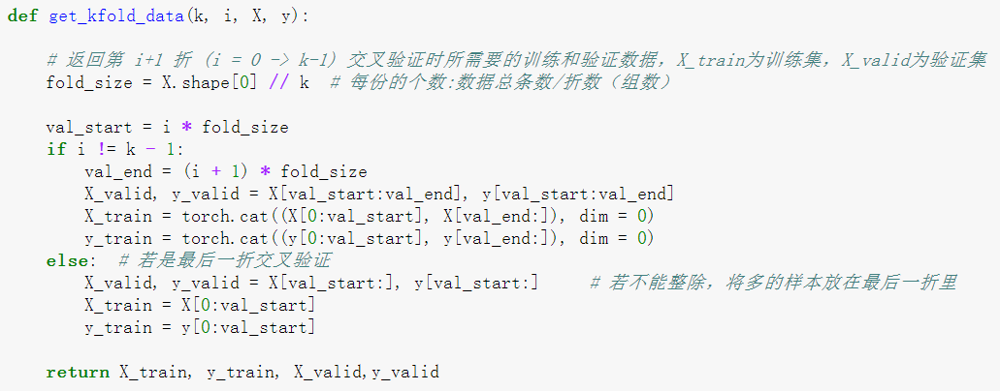 def get_kfold_data(k, i, X, y):
    # 返回第 i+1 折 (i = 0 -> k-1) 交叉验证时所需要的训练和验证数据，X_train为训练集，X_valid为验证集
    fold_size = X.shape[0] // k  # 每份的个数:数据总条数/折数（组数）
    val_start = i * fold_size
    if i != k - 1:
        val_end = (i + 1) * fold_size
        X_valid, y_valid = X[val_start:val_end], y[val_start:val_end]
        X_train = torch.cat((X[0:val_start], X[val_end:]), dim = 0)
        y_train = torch.cat((y[0:val_start], y[val_end:]), dim = 0)
    else:  # 若是最后一折交叉验证
        X_valid, y_valid = X[val_start:], y[val_start:]     # 若不能整除，将多的样本放在最后一折里
        X_train = X[0:val_start]
        y_train = y[0:val_start]
    return X_train, y_train, X_valid,y_valid